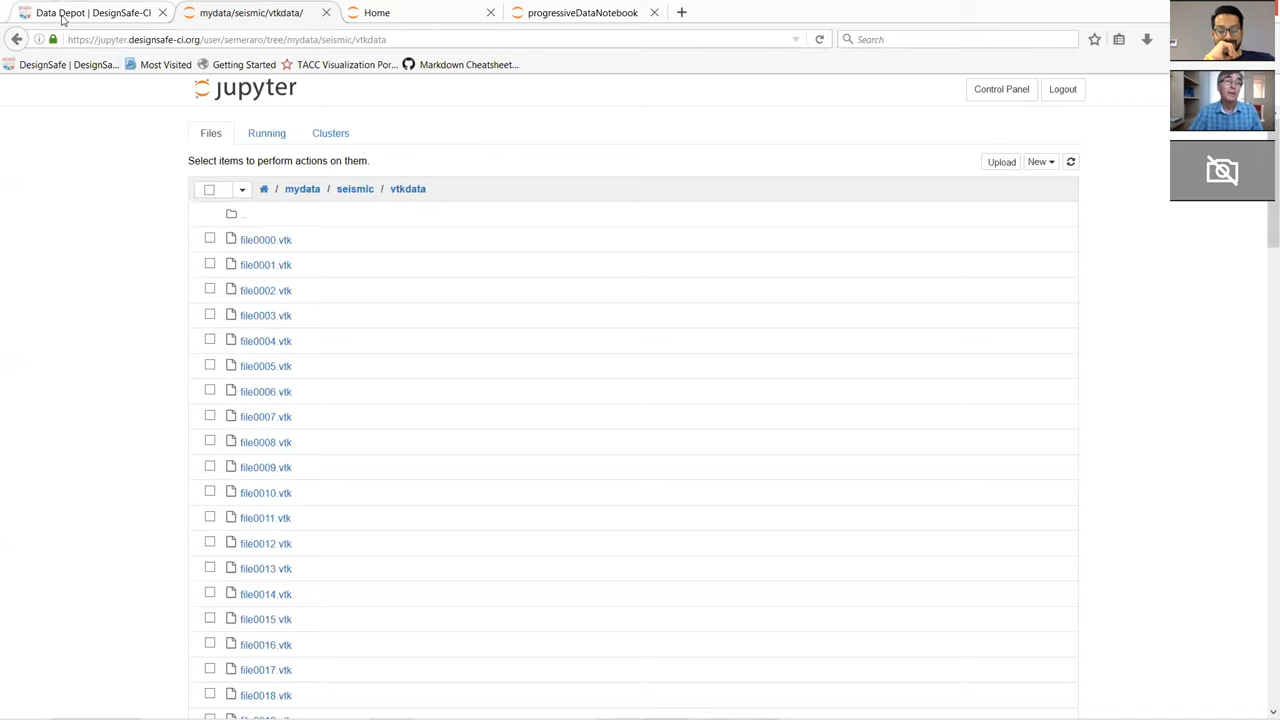 Data Depot | DesignSafe-CI
mydata/seismic/vtkdata/
Home
progressiveDataNotebook
https://jupyter.designsafe-ci.org/user/semeraro/tree/mydata/seismic/vtkdata
Search
DesignSafe | DesignSa...
Most Visited
Getting Started
TACC Visualization Por...
Markdown Cheatsheet...
jupyter
Control Panel
Logout
Files
Running
Clusters
Select items to perform actions on them.
Upload
New
/ mydata / seismic / vtkdata
..
file0000.vtk
file0001.vtk
file0002.vtk
file0003.vtk
file0004.vtk
file0005.vtk
file0006.vtk
file0007.vtk
file0008.vtk
file0009.vtk
file0010.vtk
file0011.vtk
file0012.vtk
file0013.vtk
file0014.vtk
file0015.vtk
file0016.vtk
file0017.vtk
file0018.vtk